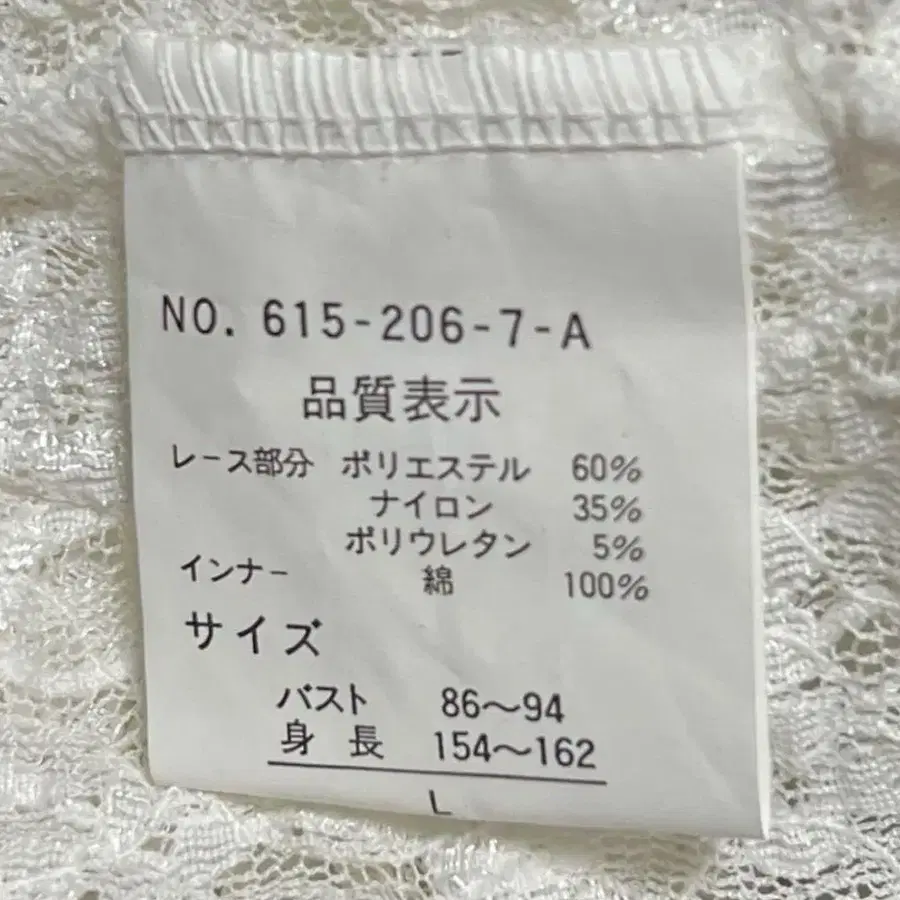 NO. 615-206-7-A
品質表示
レース部分 ポリエステル 60%
ナイロン 35%
ポリウレタン 5%
インナー 綿 100%
サイズ
バスト 86〜94
身長 154〜162
L